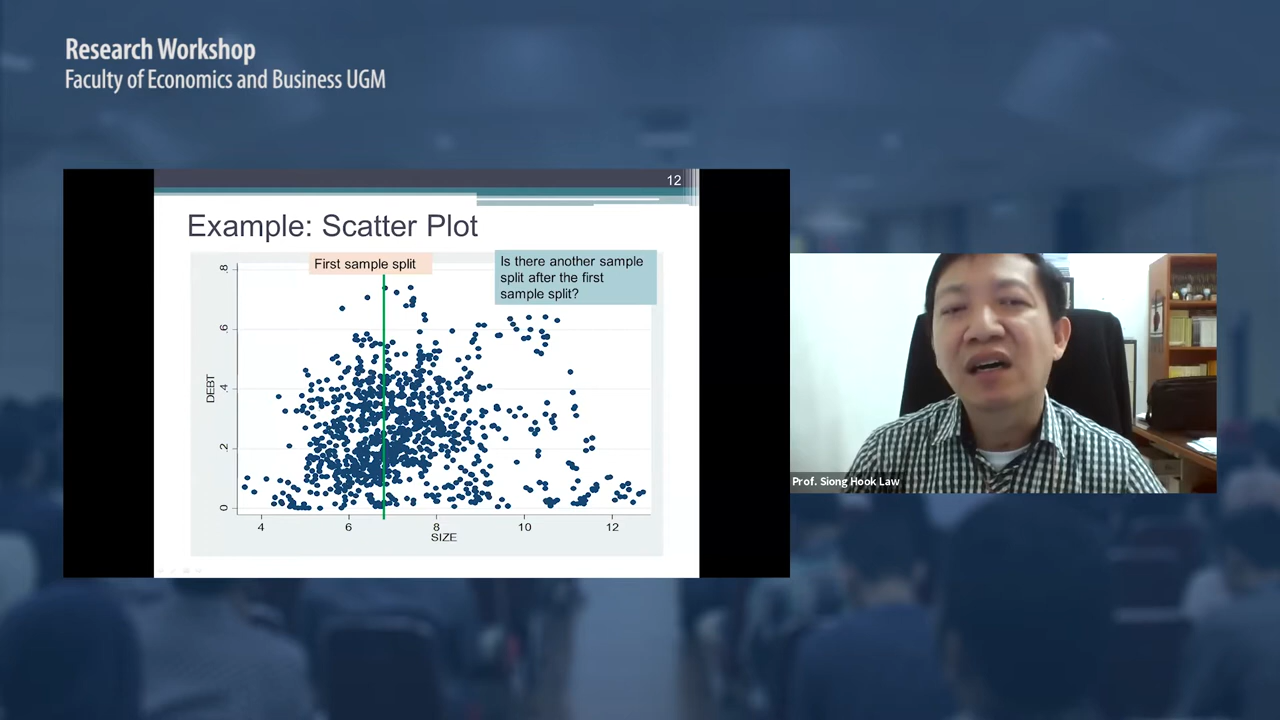 Research Workshop
Faculty of Economics and Business UGM
12
Example: Scatter Plot
First sample split
Is there another sample
split after the first
sample split?
.8
.6
.4
.2
0
DEBT
4
6
8
10
12
SIZE
Prof. Siong Hook Law